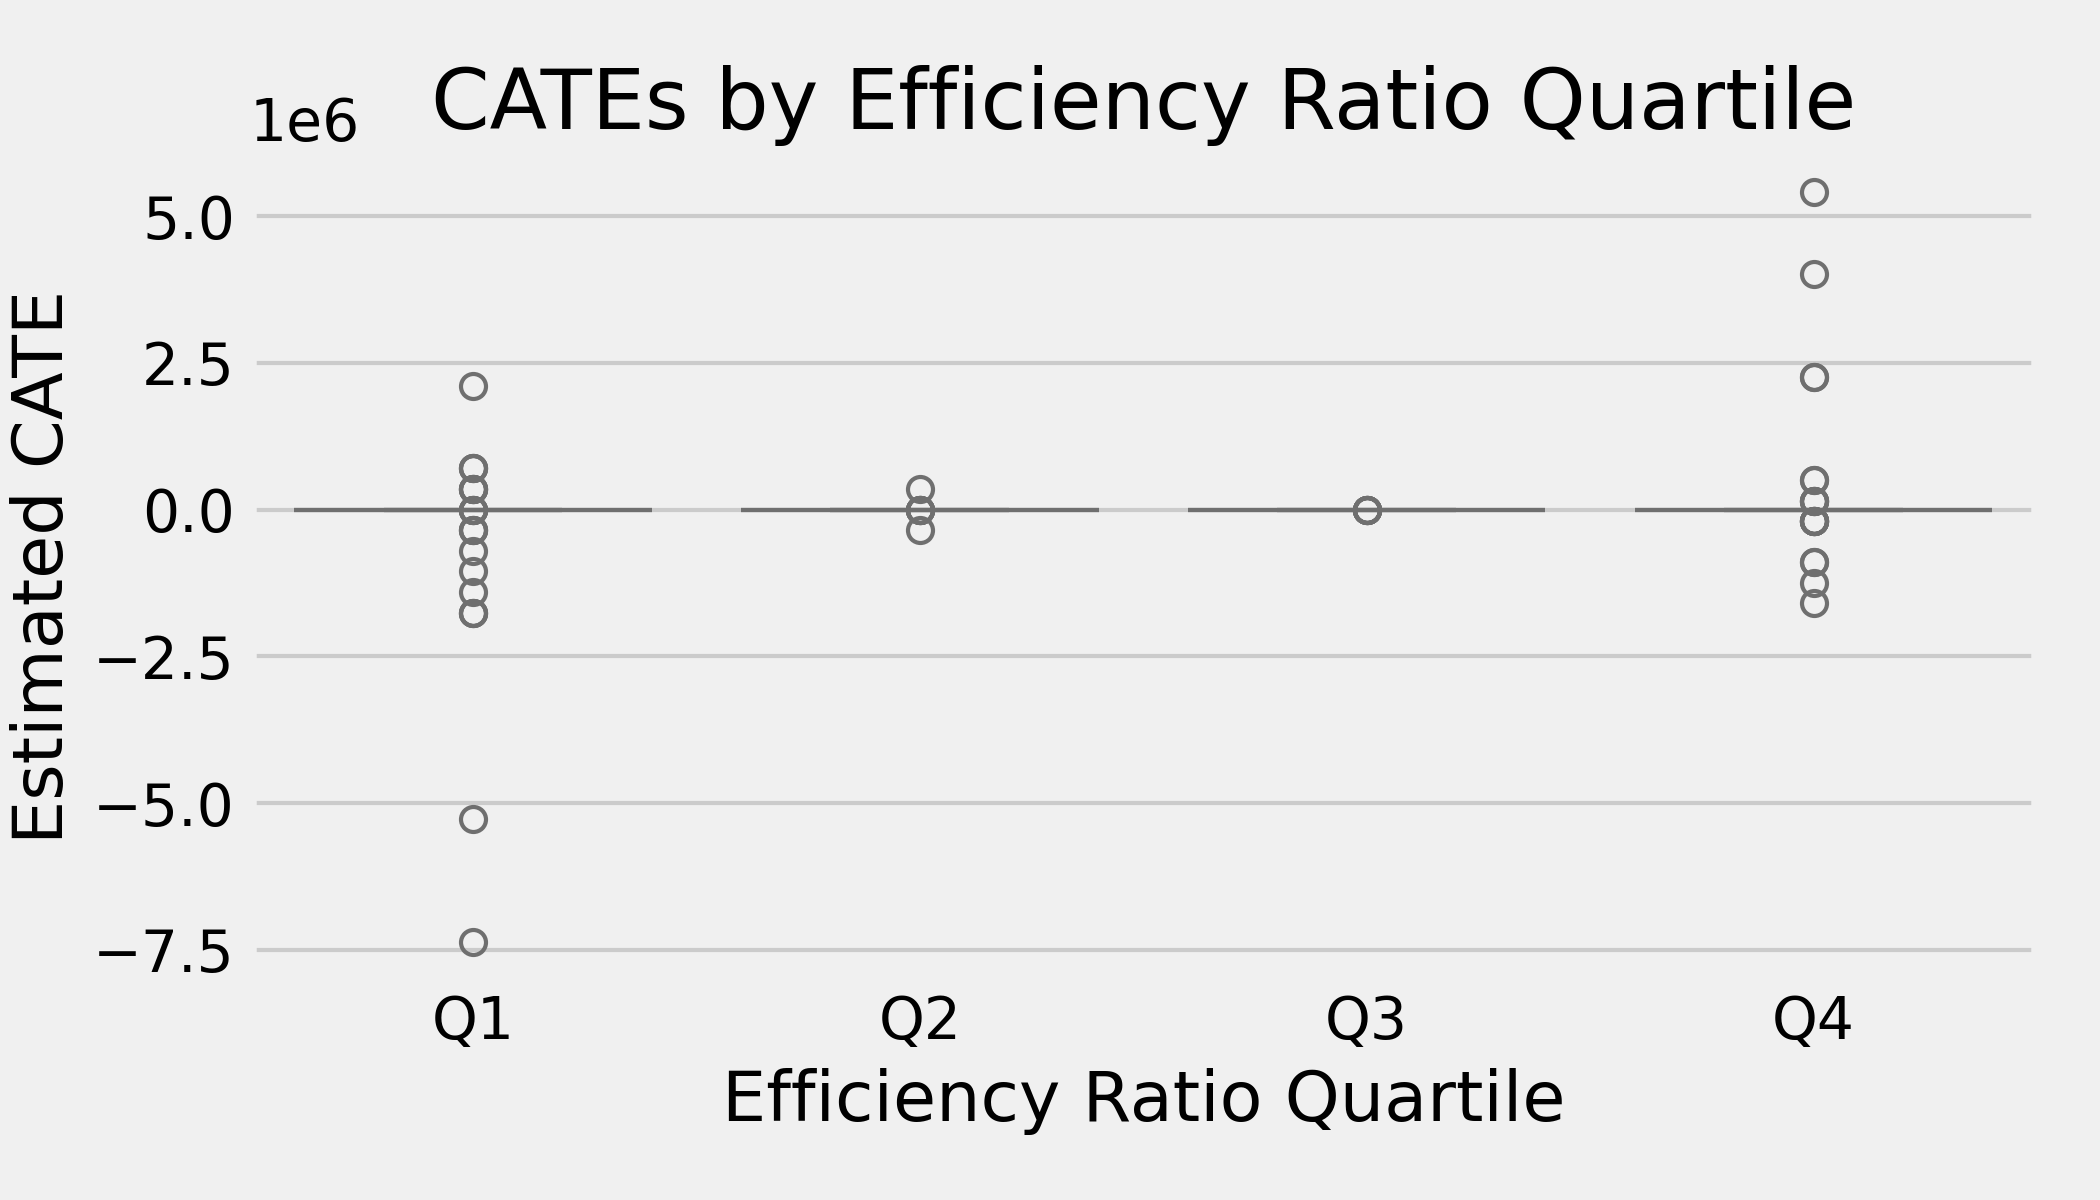 CATEs by Efficiency Ratio Quartile
1e6
5.0
2.5
0.0
−2.5
−5.0
−7.5
Estimated CATE
Q1 Q2 Q3 Q4
Efficiency Ratio Quartile